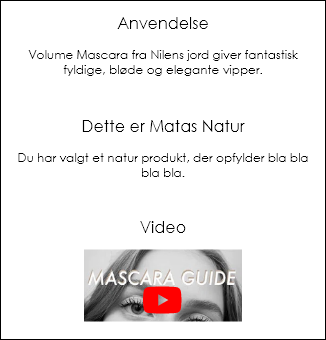 Anvendelse
Volume Mascara fra Nilens jord giver fantastisk
fyldige, bløde og elegante vipper.
Dette er Matas Natur
Du har valgt et natur produkt, der opfylder bla bla
bla bla.
Video
MASCARA GUIDE